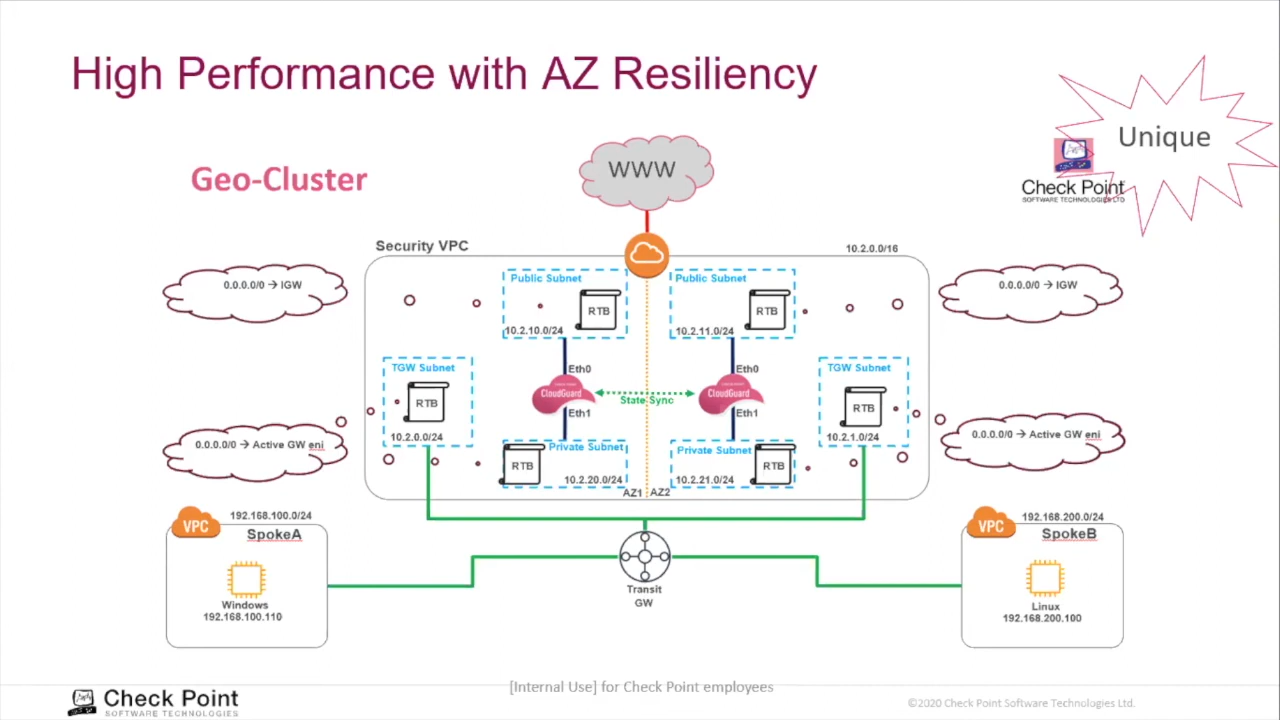 High Performance with AZ Resiliency
Unique
Check Point
SOFTWARE TECHNOLOGIES LTD
Geo-Cluster
WWW
Security VPC
10.2.0.0/16
0.0.0.0/0 → IGW
0.0.0.0/0 → IGW
Public Subnet
RTB
10.2.10.0/24
Public Subnet
RTB
10.2.11.0/24
TGW Subnet
RTB
10.2.0.0/24
Eth0
CloudGuard
Eth1
State Sync
Eth0
CloudGuard
Eth1
TGW Subnet
RTB
10.2.1.0/24
0.0.0.0/0 → Active GW eni
0.0.0.0/0 → Active GW eni
Private Subnet
RTB
10.2.20.0/24
Private Subnet
RTB
10.2.21.0/24
AZ1
AZ2
VPC
192.168.100.0/24
SpokeA
Windows
192.168.100.110
Transit
GW
VPC
192.168.200.0/24
SpokeB
Linux
192.168.200.100
Check Point
SOFTWARE TECHNOLOGIES
[Internal Use] for Check Point employees
©2020 Check Point Software Technologies Ltd.